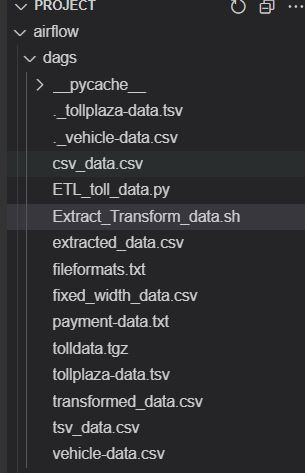 PROJECT
airflow
dags
__pycache__
._tollplaza-data.tsv
._vehicle-data.csv
csv_data.csv
ETL_toll_data.py
Extract_Transform_data.sh
extracted_data.csv
fileformats.txt
fixed_width_data.csv
payment-data.txt
tolldata.tgz
tollplaza-data.tsv
transformed_data.csv
tsv_data.csv
vehicle-data.csv